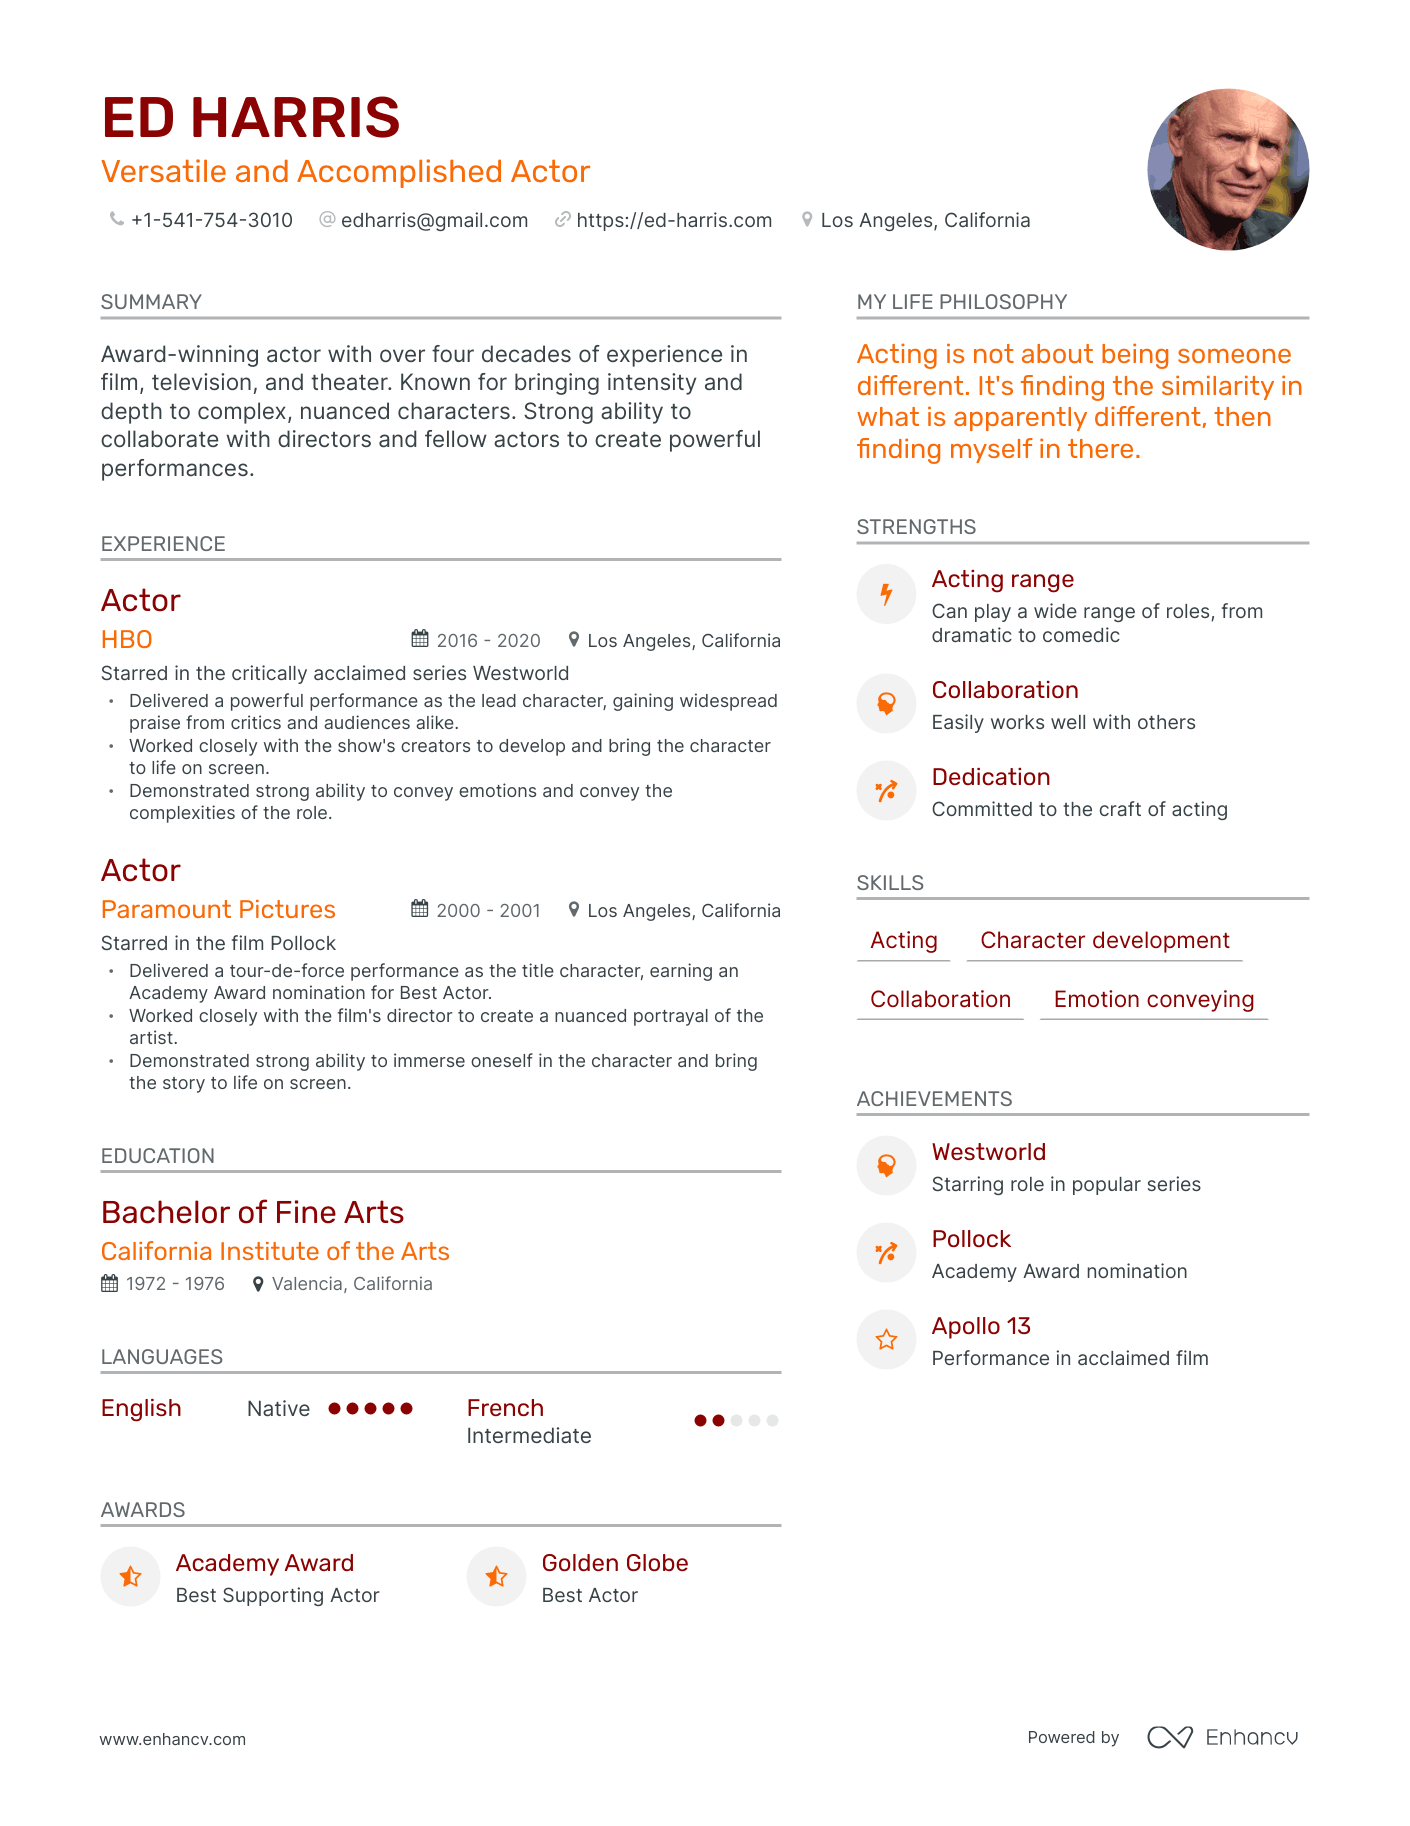 ED HARRIS
Versatile and Accomplished Actor
+1-541-754-3010 @ edharris@gmail.com https://ed-harris.com Los Angeles, California
SUMMARY
Award-winning actor with over four decades of experience in
film, television, and theater. Known for bringing intensity and
depth to complex, nuanced characters. Strong ability to
collaborate with directors and fellow actors to create powerful
performances.
EXPERIENCE
Actor
HBO 2016 - 2020 Los Angeles, California
Starred in the critically acclaimed series Westworld
• Delivered a powerful performance as the lead character, gaining widespread
praise from critics and audiences alike.
• Worked closely with the show's creators to develop and bring the character
to life on screen.
• Demonstrated strong ability to convey emotions and convey the
complexities of the role.
Actor
Paramount Pictures 2000 - 2001 Los Angeles, California
Starred in the film Pollock
• Delivered a tour-de-force performance as the title character, earning an
Academy Award nomination for Best Actor.
• Worked closely with the film's director to create a nuanced portrayal of the
artist.
• Demonstrated strong ability to immerse oneself in the character and bring
the story to life on screen.
EDUCATION
Bachelor of Fine Arts
California Institute of the Arts
1972 - 1976 Valencia, California
LANGUAGES
English Native French
Intermediate
AWARDS
Academy Award
Best Supporting Actor
Golden Globe
Best Actor
MY LIFE PHILOSOPHY
Acting is not about being someone
different. It's finding the similarity in
what is apparently different, then
finding myself in there.
STRENGTHS
Acting range
Can play a wide range of roles, from
dramatic to comedic
Collaboration
Easily works well with others
Dedication
Committed to the craft of acting
SKILLS
Acting Character development
Collaboration Emotion conveying
ACHIEVEMENTS
Westworld
Starring role in popular series
Pollock
Academy Award nomination
Apollo 13
Performance in acclaimed film
www.enhancv.com
Powered by Enhancv